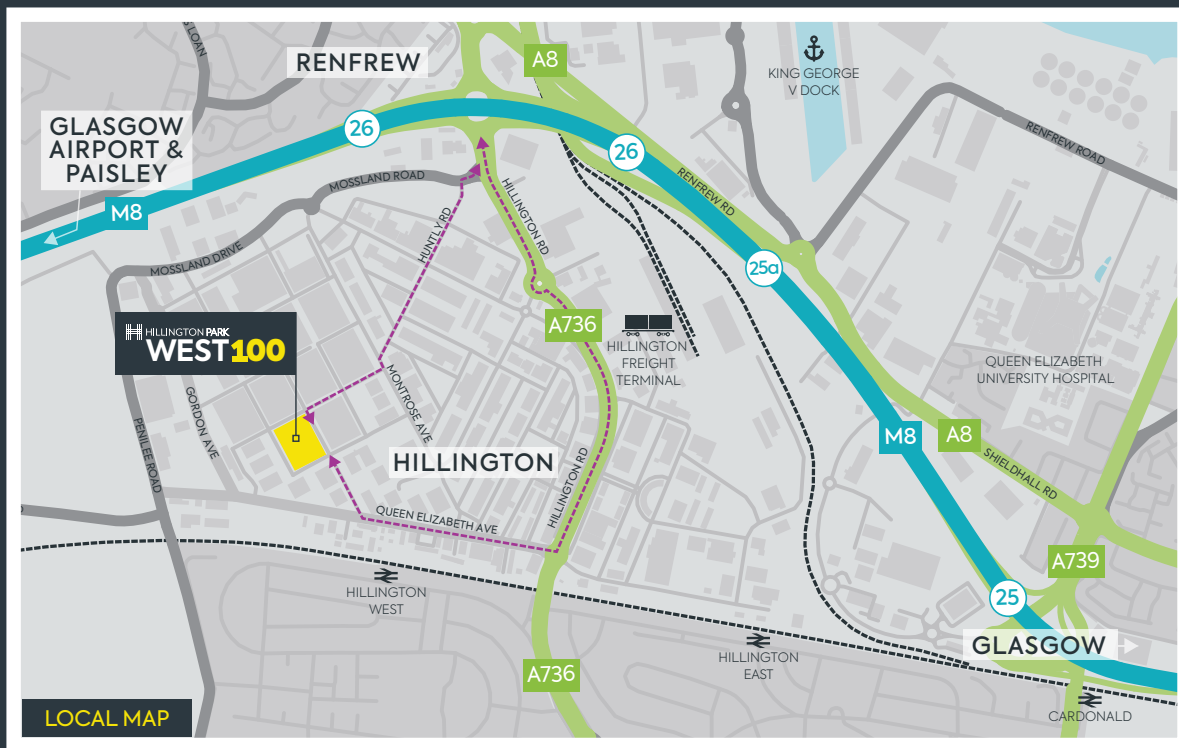 S LOAN
RENFREW
A8
KING GEORGE
V DOCK
GLASGOW
AIRPORT &
PAISLEY
26
26
RENFREW ROAD
M8
MOSSLAND ROAD
HILLINGTON RD
RENFREW RD
HUNTLY RD
MOSSLAND DRIVE
25a
HILLINGTON PARK
WEST100
A736
HILLINGTON
FREIGHT
TERMINAL
QUEEN ELIZABETH
UNIVERSITY HOSPITAL
GORDON AVE
MONTROSE AVE
PENILEE ROAD
HILLINGTON
M8
A8
SHIELDHALL RD
HILLINGTON RD
QUEEN ELIZABETH AVE
A739
HILLINGTON
WEST
25
GLASGOW
HILLINGTON
EAST
A736
CARDONALD
LOCAL MAP